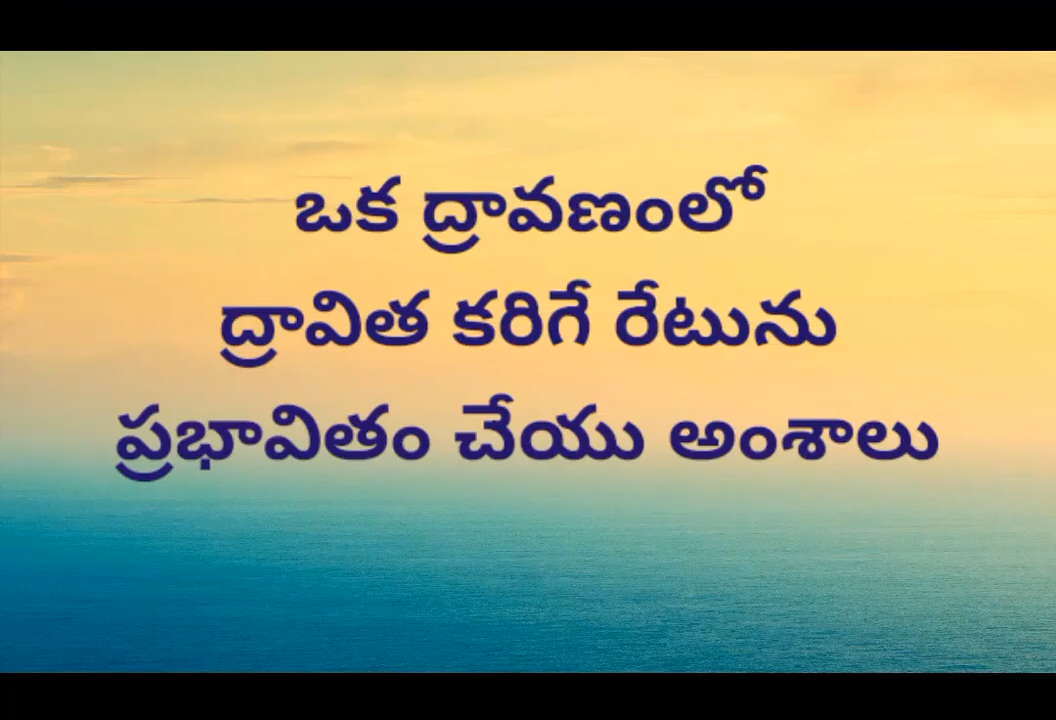 ఒక ద్రావణంలో
ద్రావిత కరిగే రేటును
ప్రభావితం చేయు అంశాలు